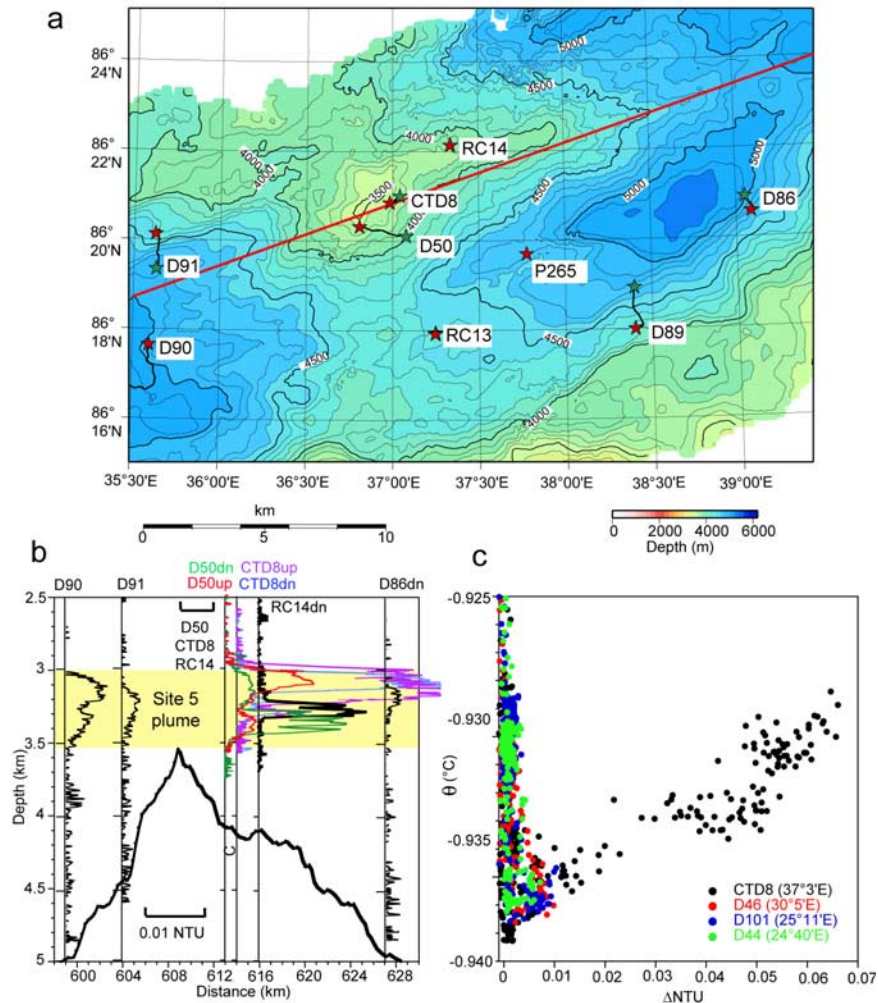 a
86° 24'N
86° 22'N
86° 20'N
86° 18'N
86° 16'N
5000
5000
4500
4000
4000
4000
RC14
3500
CTD8
4000
5000
4500
5000
D86
D50
D91
P265
RC13
D89
D90
4500
4500
4000
35°30'E 36°00'E 36°30'E 37°00'E 37°30'E 38°00'E 38°30'E 39°00'E
km
0 5 10
0 2000 4000 6000
Depth (m)
b
D50dn CTD8up
D90 D91 D50up CTD8dn D86dn
RC14dn
D50
CTD8
RC14
Site 5
plume
C
0.01 NTU
2.5
3
3.5
4
4.5
5
Depth (km)
600 604 608 612 616 620 624 628
Distance (km)
c
-0.925
-0.930
-0.935
-0.940
θ (°C)
CTD8 (37°3'E)
D46 (30°5'E)
D101 (25°11'E)
D44 (24°40'E)
0 0.01 0.02 0.03 0.04 0.05 0.06 0.07
ΔNTU